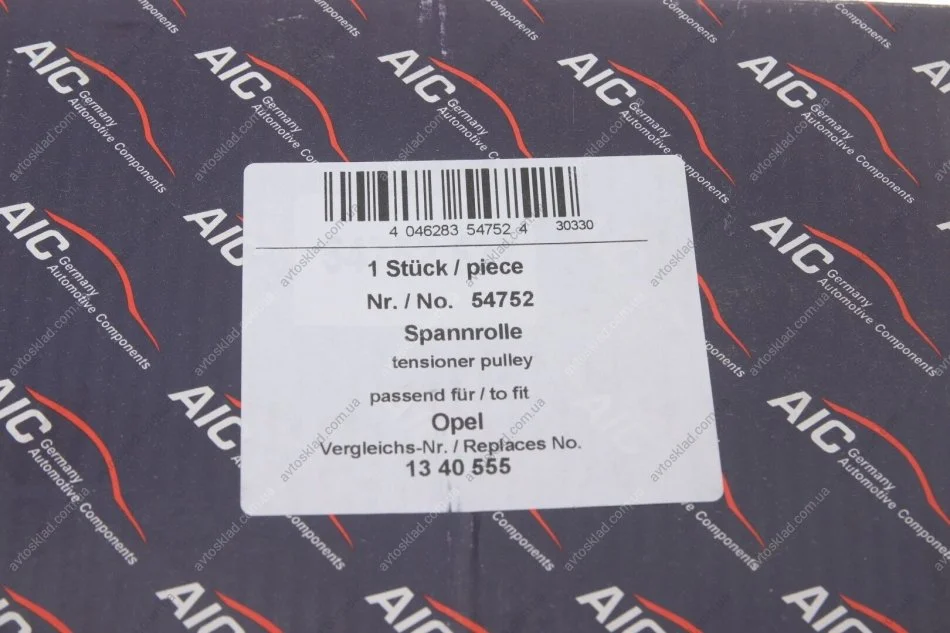 AIC Germany Automotive Components
4 046283 54752 4 30330
1 Stück / piece
Nr. / No. 54752
Spannrolle
tensioner pulley
passend für / to fit
Opel
Vergleichs-Nr. / Replaces No.
13 40 555
avtosklad.com.ua